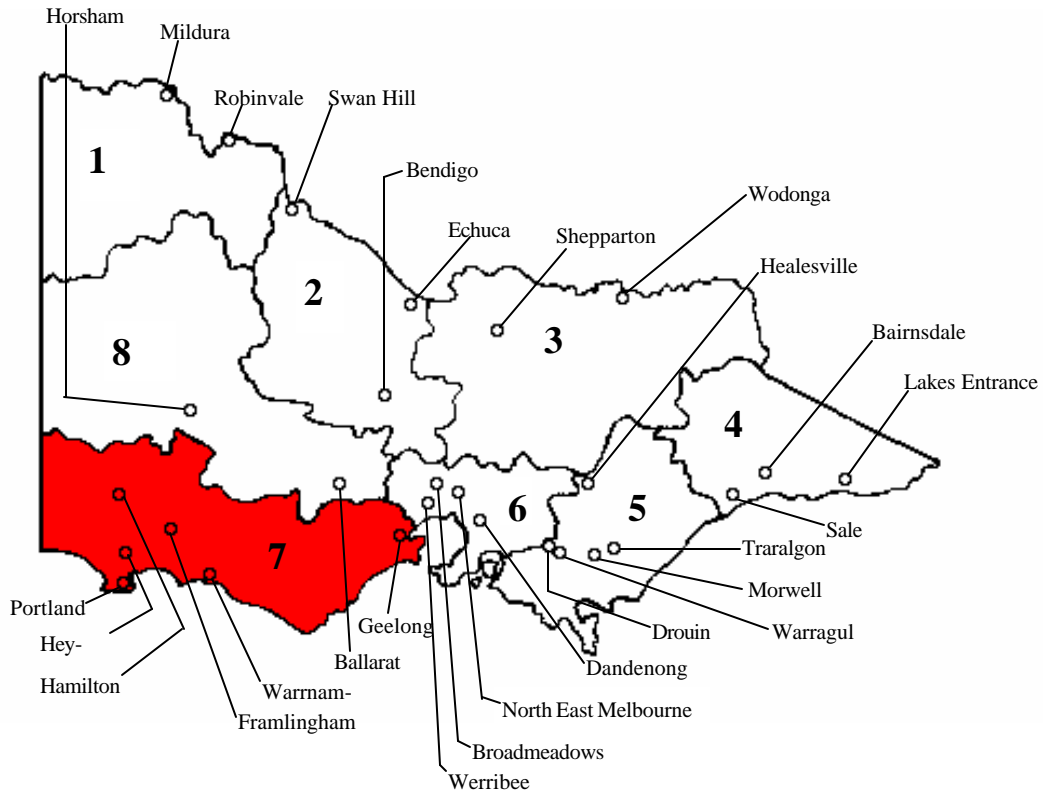 Horsham
Mildura
Robinvale
Swan Hill
1
Bendigo
Wodonga
Echuca
Shepparton
Healesville
2
3
8
Bairnsdale
Lakes Entrance
4
6
5
7
Sale
Traralgon
Morwell
Portland
Hey-
Geelong
Drouin
Warragul
Ballarat
Dandenong
Hamilton
Warrnam-
Framlingham
North East Melbourne
Broadmeadows
Werribee